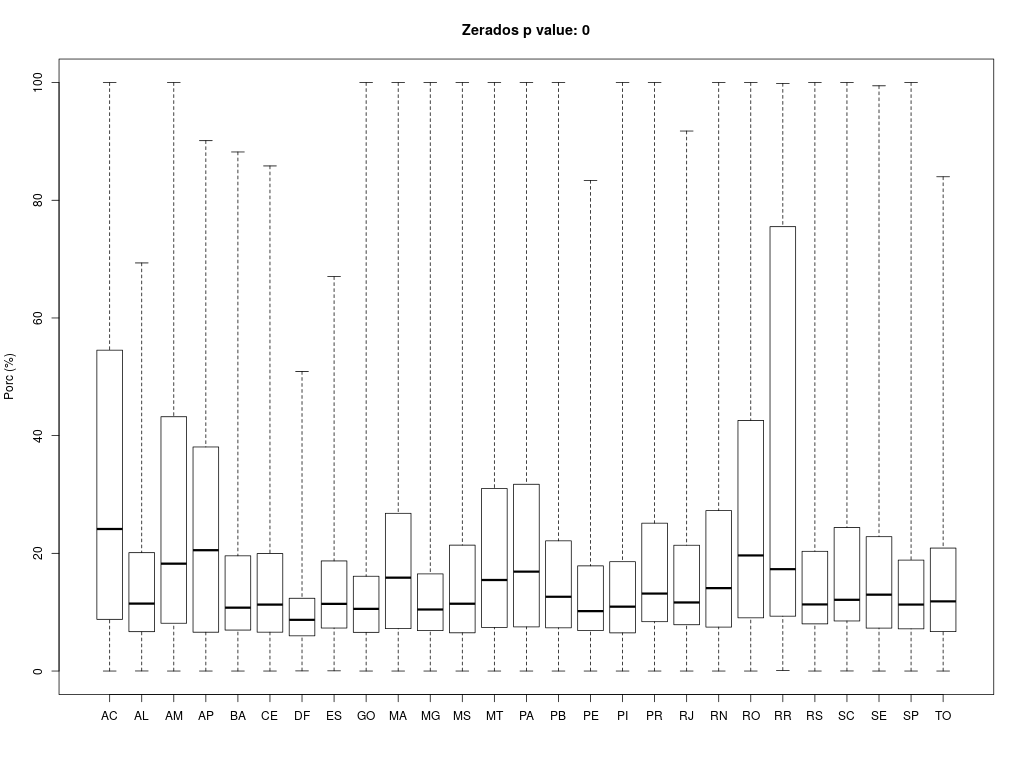 Zerados p value: 0
Porc (%)
100
80
60
40
20
0
AC AL AM AP BA CE DF ES GO MA MG MS MT PA PB PE PI PR RJ RN RO RR RS SC SE SP TO